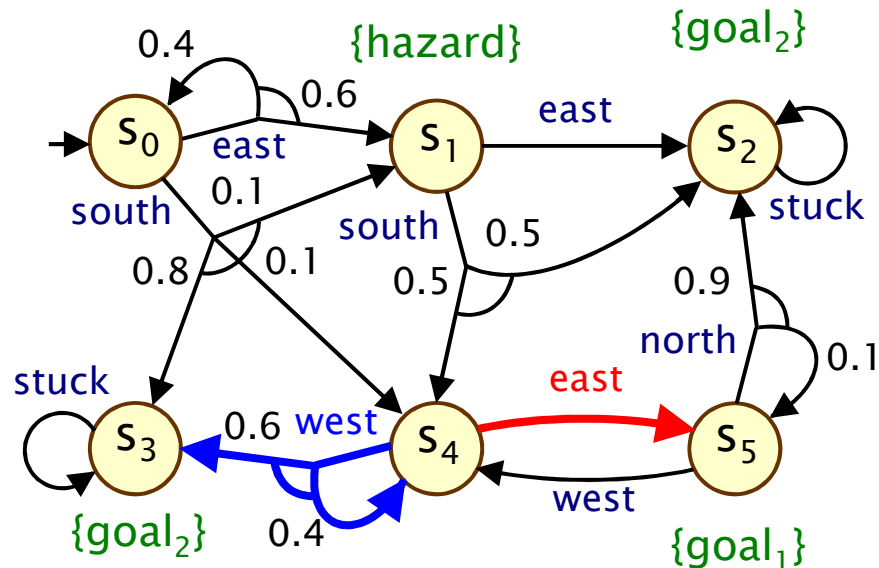 {goal₂}
{hazard}
0.4
0.6
s₀
east
s₁
east
s₂
0.1
south
south
0.5
stuck
0.8
0.1
0.5
0.9
north
0.1
stuck
east
0.6
west
s₃
s₄
s₅
west
0.4
{goal₂}
{goal₁}